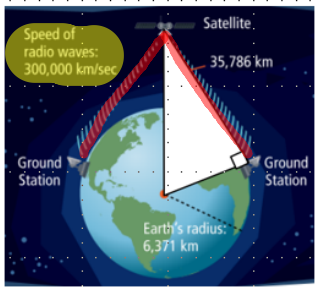 Satellite
Speed of
radio waves:
300,000 km/sec
35,786 km
Ground
Station
Ground
Station
Earth's radius:
6,371 km